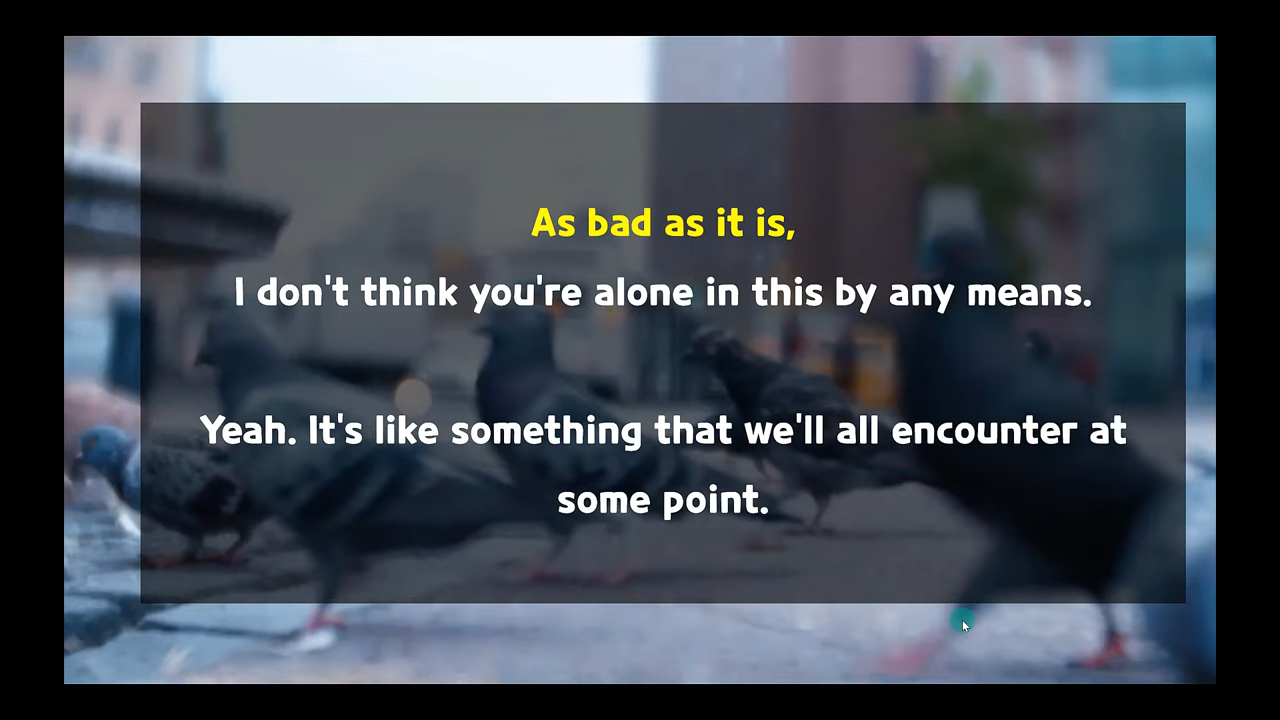 As bad as it is,
I don't think you're alone in this by any means.
Yeah. It's like something that we'll all encounter at
some point.